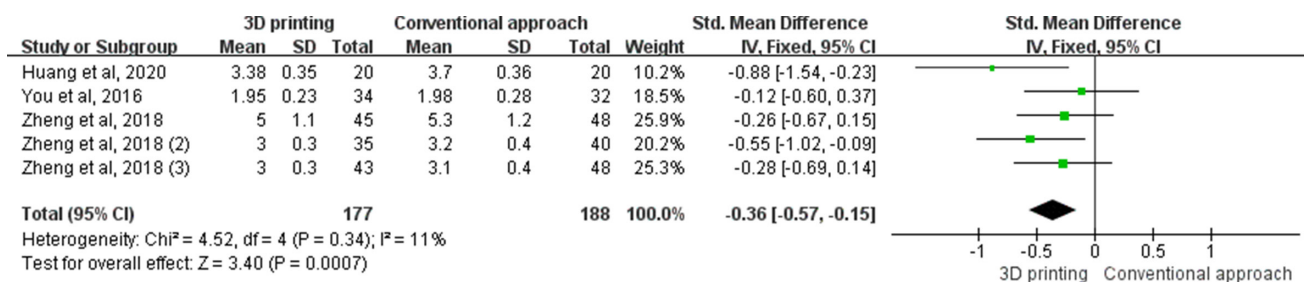 3D printing Conventional approach Std. Mean Difference Std. Mean Difference
Study or Subgroup Mean SD Total Mean SD Total Weight IV, Fixed, 95% CI IV, Fixed, 95% CI
Huang et al, 2020 3.38 0.35 20 3.7 0.36 20 10.2% -0.88 [-1.54, -0.23]
You et al, 2016 1.95 0.23 34 1.98 0.28 32 18.5% -0.12 [-0.60, 0.37]
Zheng et al, 2018 5 1.1 45 5.3 1.2 48 25.9% -0.26 [-0.67, 0.15]
Zheng et al, 2018 (2) 3 0.3 35 3.2 0.4 40 20.2% -0.55 [-1.02, -0.09]
Zheng et al, 2018 (3) 3 0.3 43 3.1 0.4 48 25.3% -0.28 [-0.69, 0.14]
Total (95% CI) 177 188 100.0% -0.36 [-0.57, -0.15]
Heterogeneity: Chi² = 4.52, df = 4 (P = 0.34); I² = 11%
Test for overall effect: Z = 3.40 (P = 0.0007)
-1 -0.5 0 0.5 1
3D printing Conventional approach